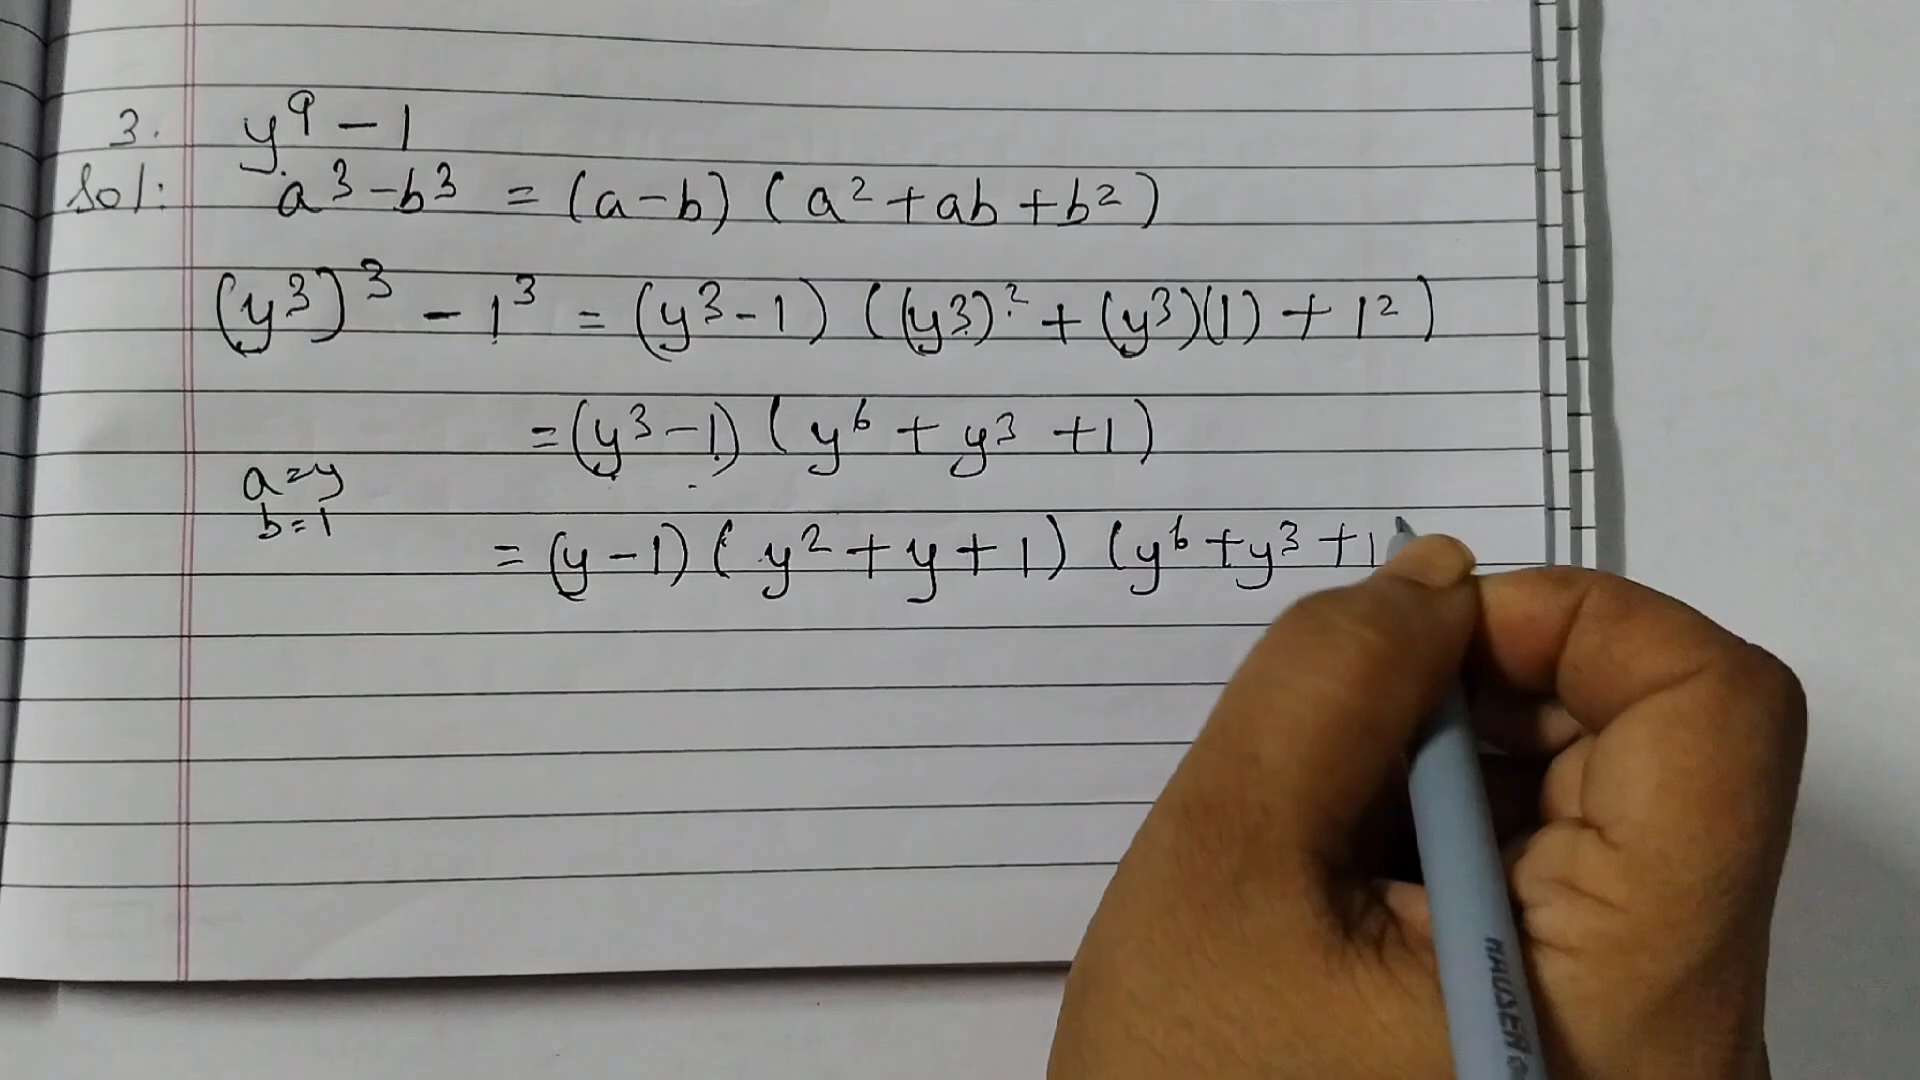 3. y⁹ - 1
Sol: a³ - b³ = (a - b) (a² + ab + b²)
(y³)³ - 1³ = (y³ - 1) ((y³)² + (y³)(1) + 1²)
= (y³ - 1) (y⁶ + y³ + 1)
a = y
b = 1
= (y - 1) (y² + y + 1) (y⁶ + y³ + 1
HAUSER